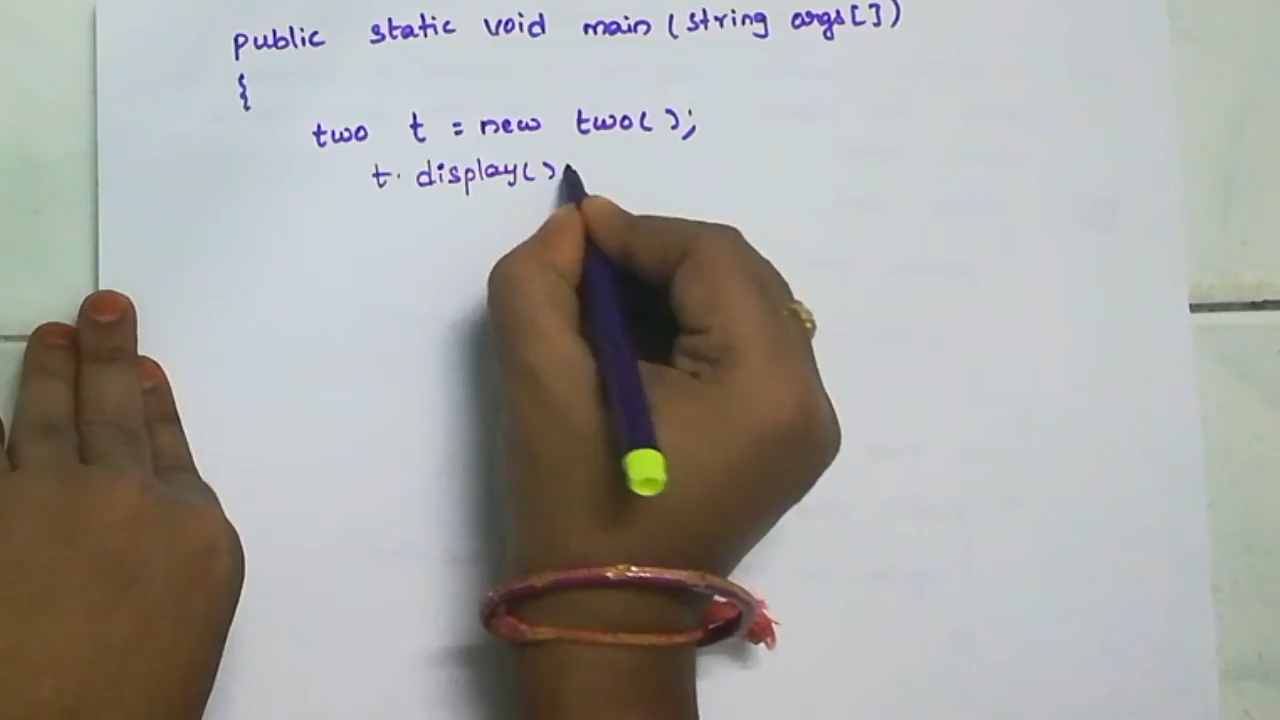 public static void main (string args[])
{
two t = new two();
t. display()